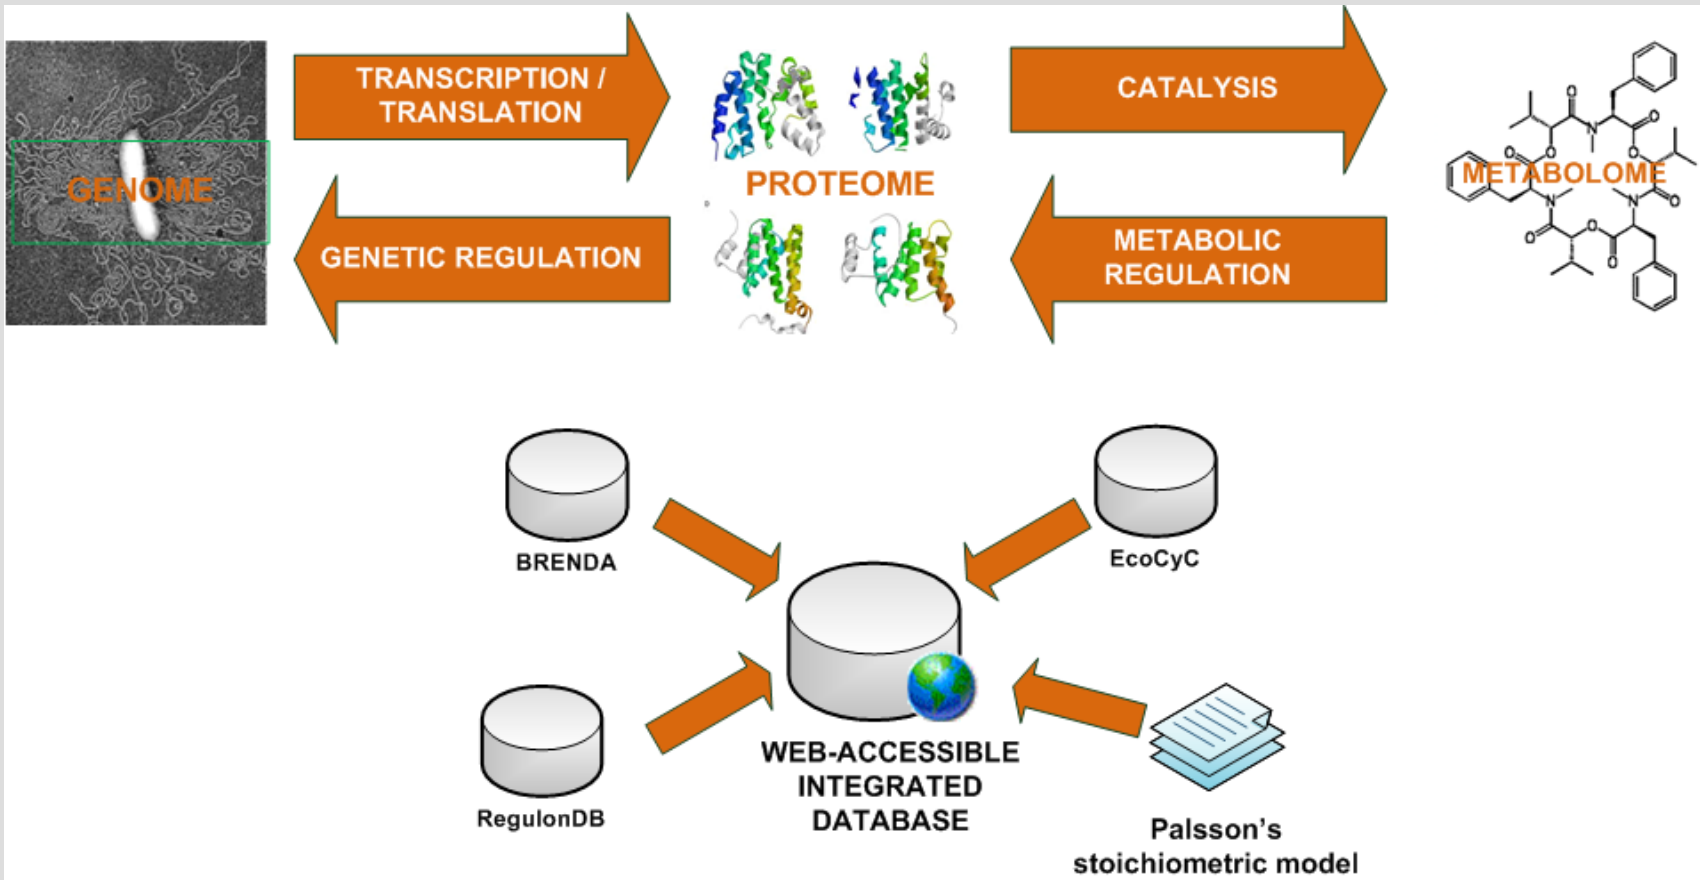 TRANSCRIPTION /
TRANSLATION
CATALYSIS
GENOME
PROTEOME
METABOLOME
GENETIC REGULATION
METABOLIC
REGULATION
BRENDA
EcoCyC
RegulonDB
WEB-ACCESSIBLE
INTEGRATED
DATABASE
Palsson's
stoichiometric model
O
N
O
O
O
O
N
N
O
O
O
O